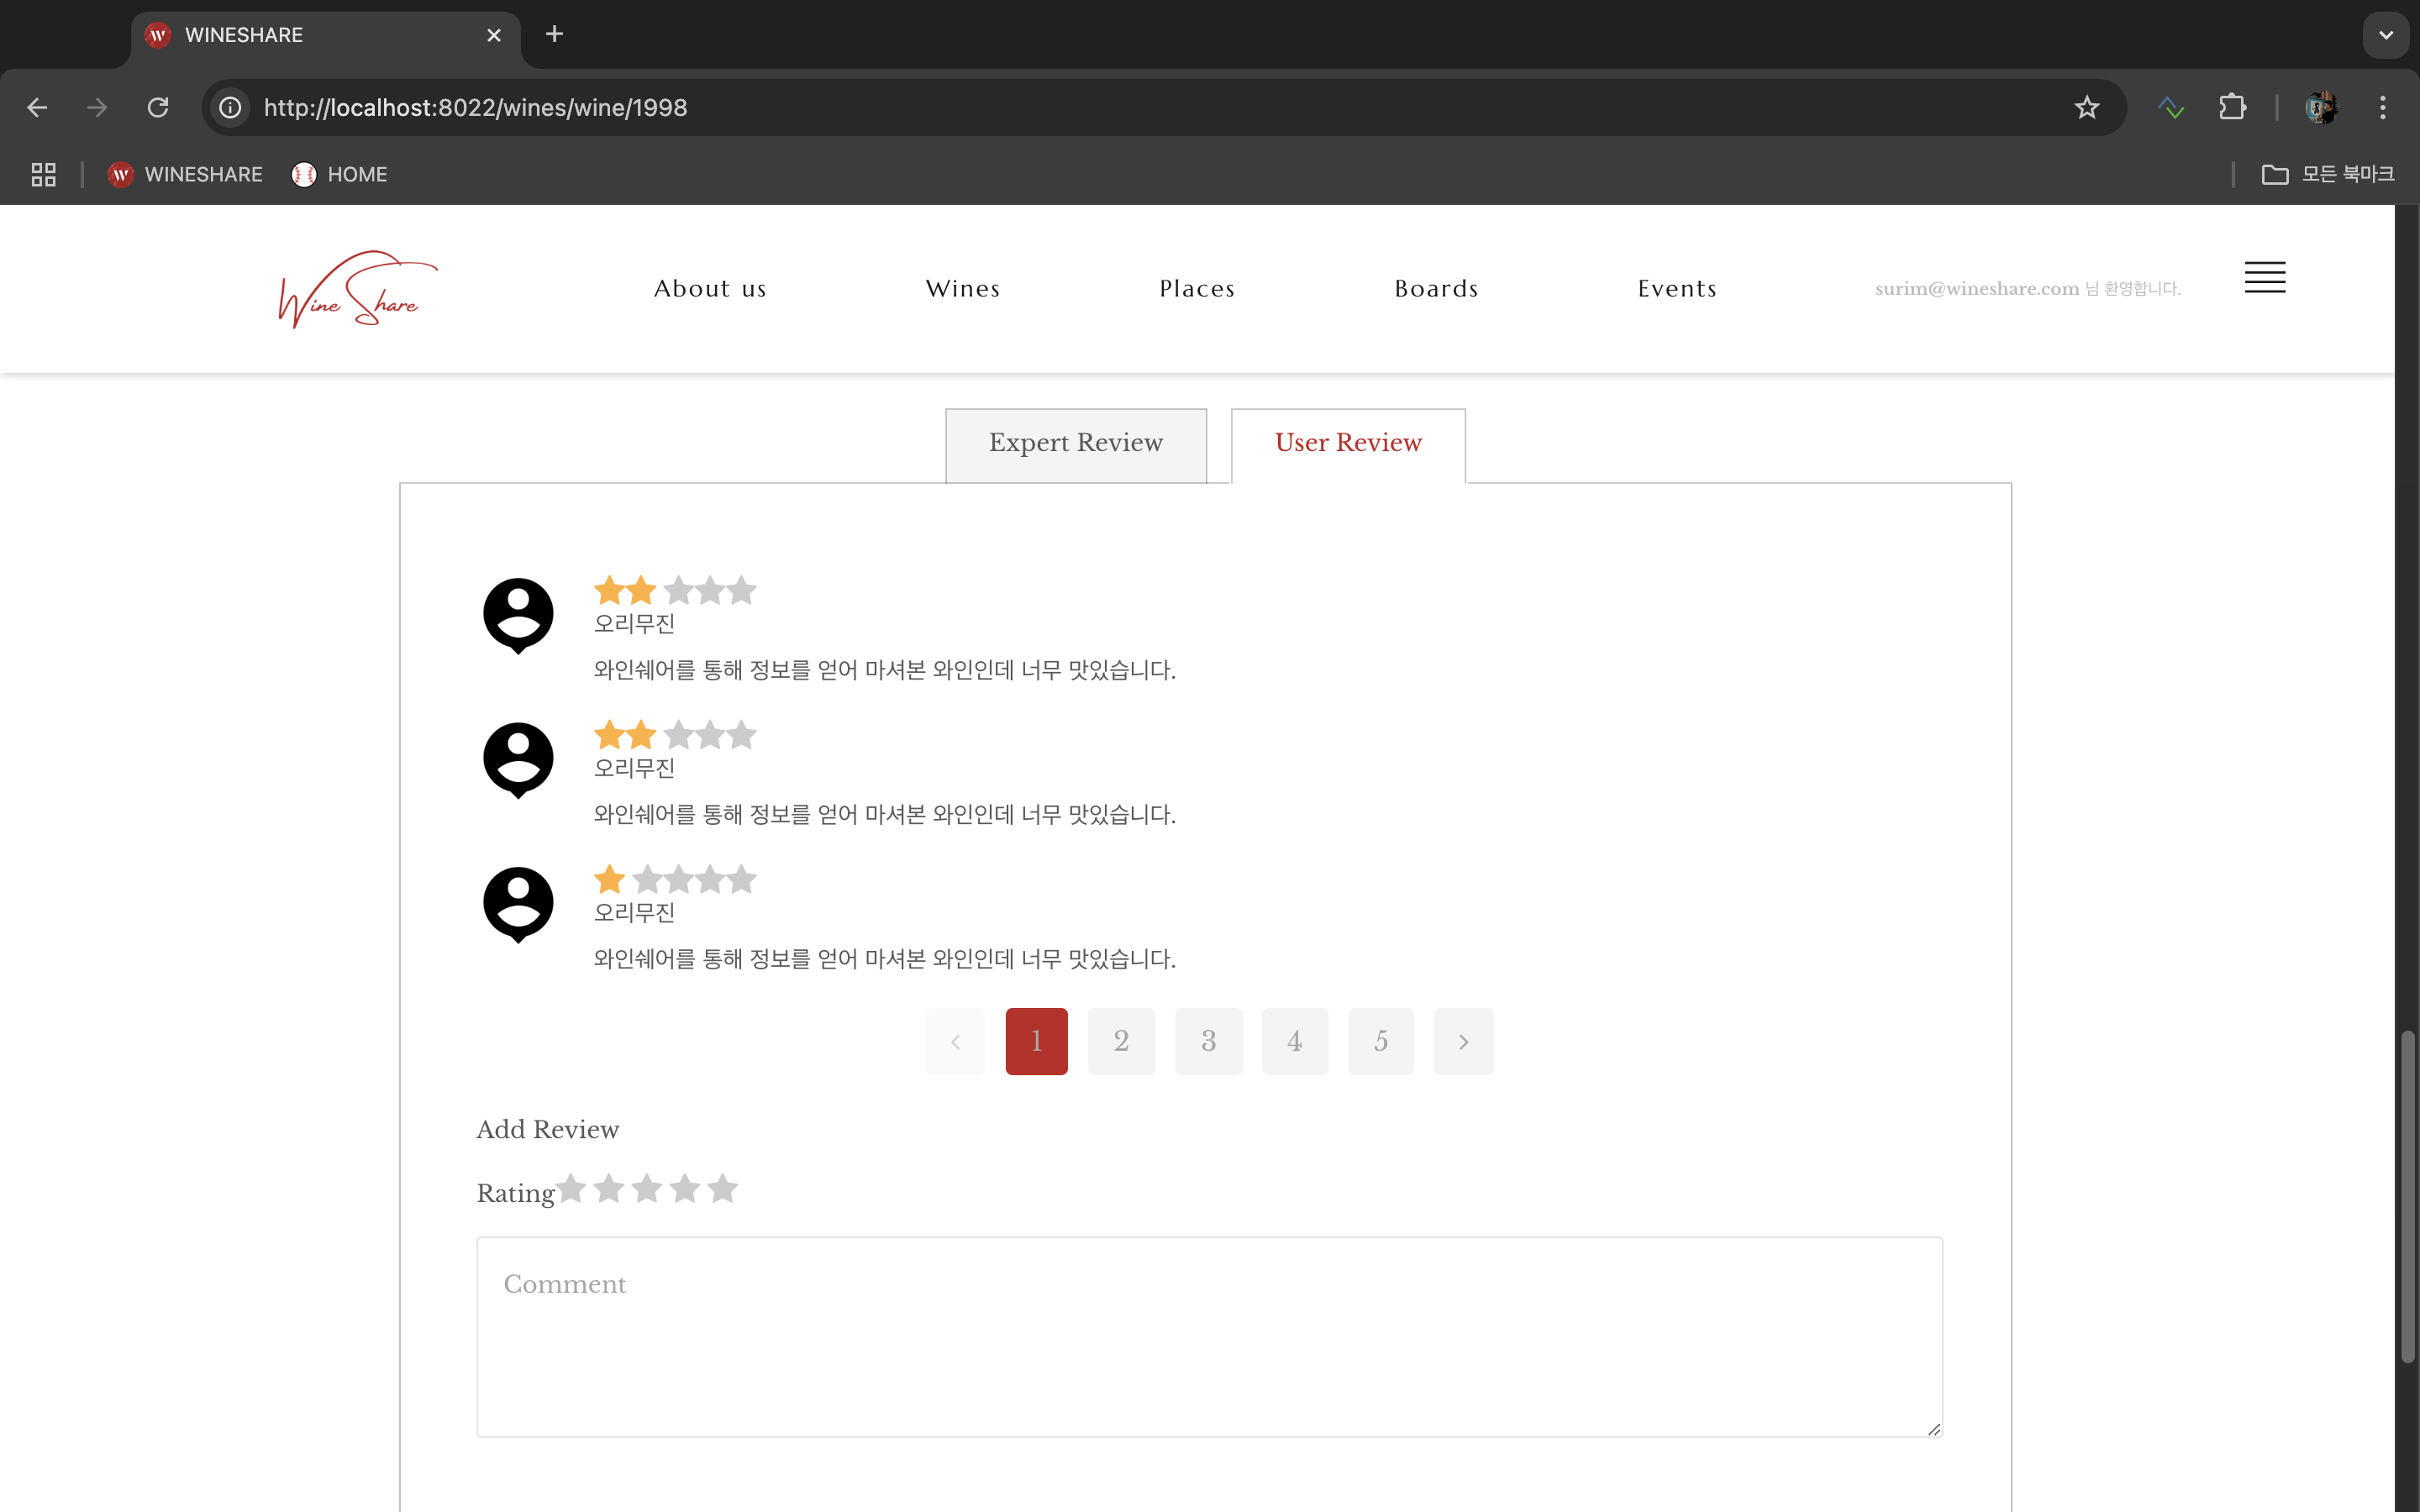 WINESHARE
http://localhost:8022/wines/wine/1998
WINESHARE
HOME
모든 북마크
Wine Share
About us
Wines
Places
Boards
Events
surim@wineshare.com 님 환영합니다.
Expert Review
User Review
오리무진
와인쉐어를 통해 정보를 얻어 마셔본 와인인데 너무 맛있습니다.
오리무진
와인쉐어를 통해 정보를 얻어 마셔본 와인인데 너무 맛있습니다.
오리무진
와인쉐어를 통해 정보를 얻어 마셔본 와인인데 너무 맛있습니다.
1 2 3 4 5
Add Review
Rating
Comment